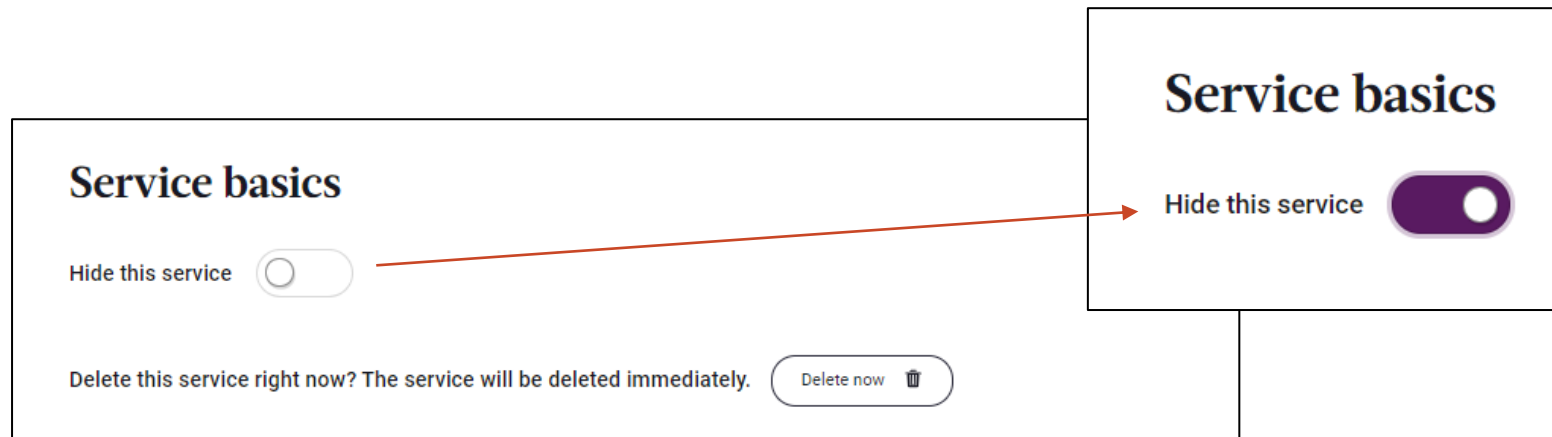 Service basics
Hide this service
Delete this service right now? The service will be deleted immediately.
Delete now
Service basics
Hide this service